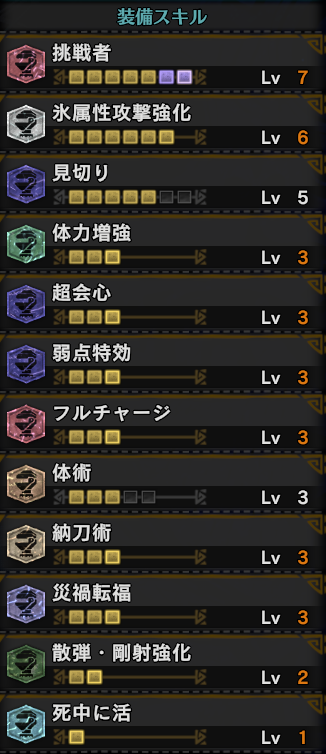 装備スキル
挑戦者
Lv 7
氷属性攻撃強化
Lv 6
見切り
Lv 5
体力増強
Lv 3
超会心
Lv 3
弱点特効
Lv 3
フルチャージ
Lv 3
体術
Lv 3
納刀術
Lv 3
災禍転福
Lv 3
散弾・剛射強化
Lv 2
死中に活
Lv 1